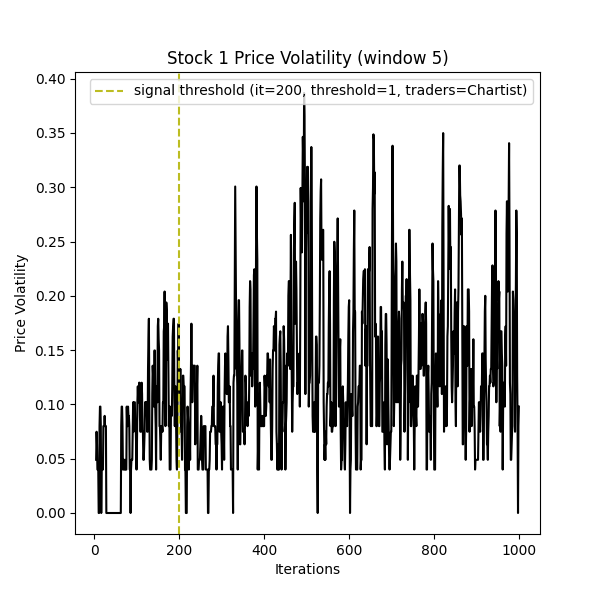 Stock 1 Price Volatility (window 5)
signal threshold (it=200, threshold=1, traders=Chartist)
0.40
0.35
0.30
0.25
0.20
0.15
0.10
0.05
0.00
Price Volatility
0 200 400 600 800 1000
Iterations